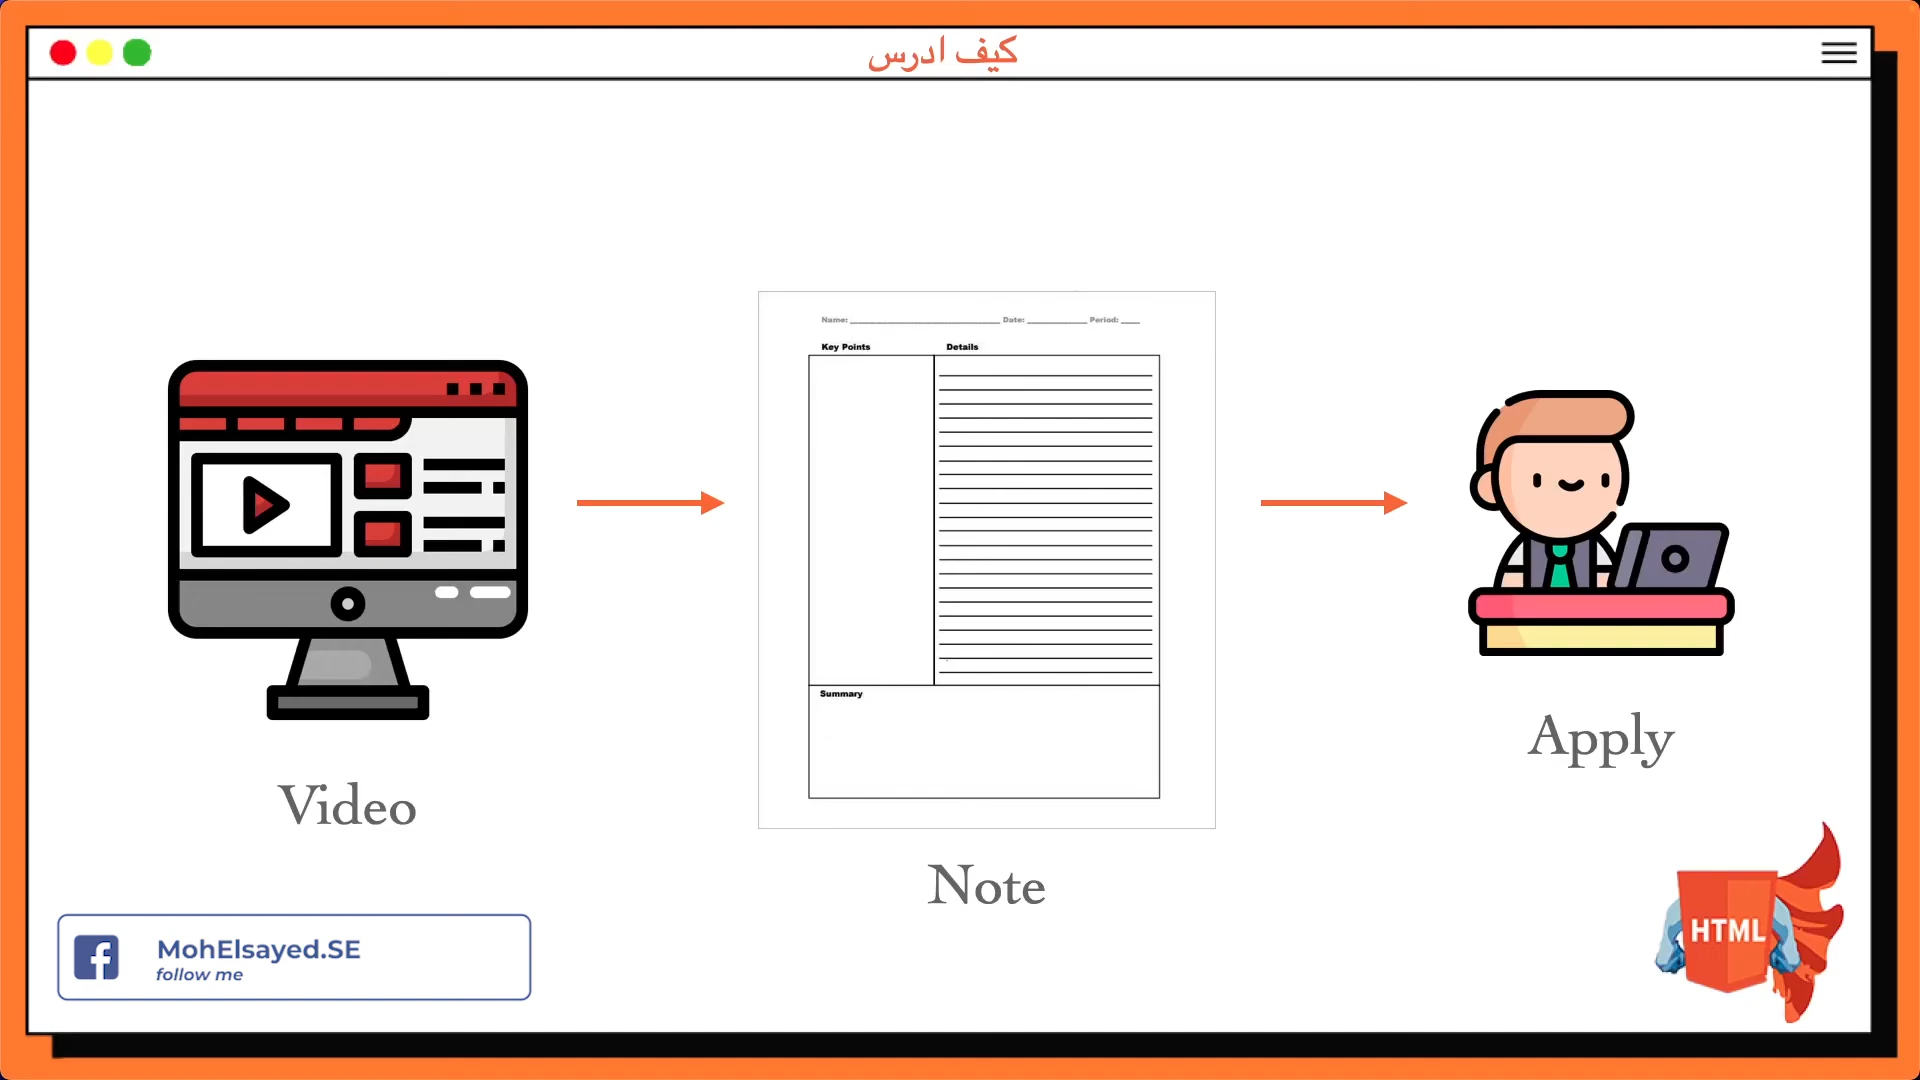 كيف ادرس
Name: Date: Period:
Key Points Details
Summary
Video
Note
Apply
MohElsayed.SE
follow me
HTML